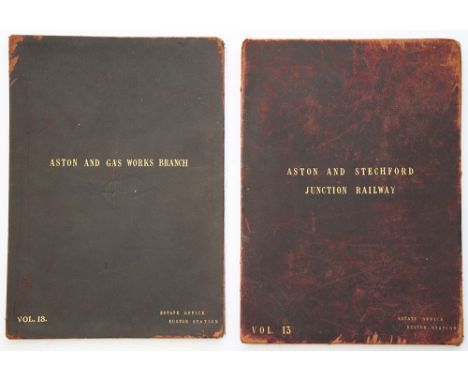 ASTON AND GAS WORKS BRANCH
VOL. 13.
ESTATE OFFICE
EUSTON STATION
ASTON AND STECHFORD
JUNCTION RAILWAY
VOL 13
ESTATE OFFICE
EUSTON STATION